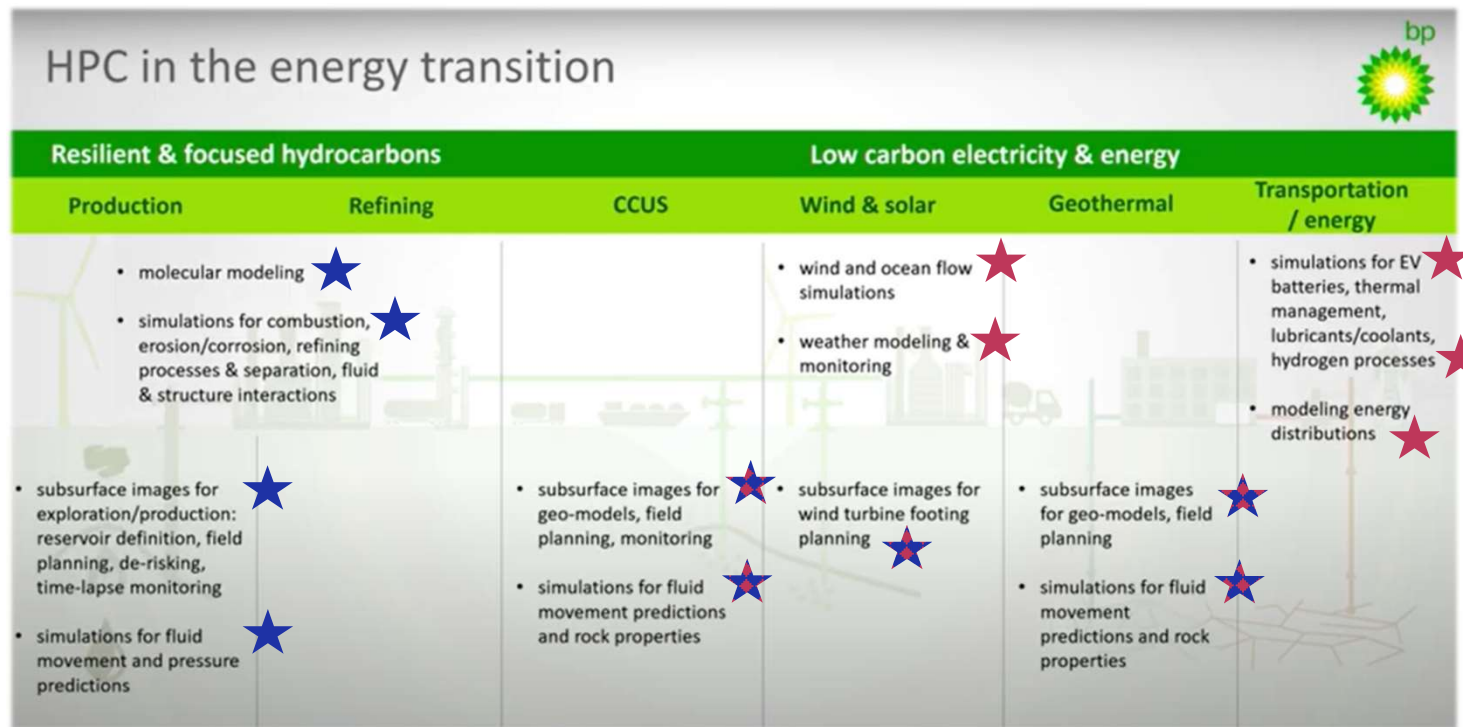 bp
HPC in the energy transition
Resilient & focused hydrocarbons
Low carbon electricity & energy
Production
Refining
CCUS
Wind & solar
Geothermal
Transportation
/ energy
• molecular modeling
• simulations for combustion,
erosion/corrosion, refining
processes & separation, fluid
& structure interactions
• subsurface images for
exploration/production:
reservoir definition, field
planning, de-risking,
time-lapse monitoring
• simulations for fluid
movement and pressure
predictions
• subsurface images for
geo-models, field
planning, monitoring
• simulations for fluid
movement predictions
and rock properties
• wind and ocean flow
simulations
• weather modeling &
monitoring
• subsurface images for
wind turbine footing
planning
• subsurface images
for geo-models, field
planning
• simulations for fluid
movement
predictions and rock
properties
• simulations for EV
batteries, thermal
management,
lubricants/coolants,
hydrogen processes
• modeling energy
distributions